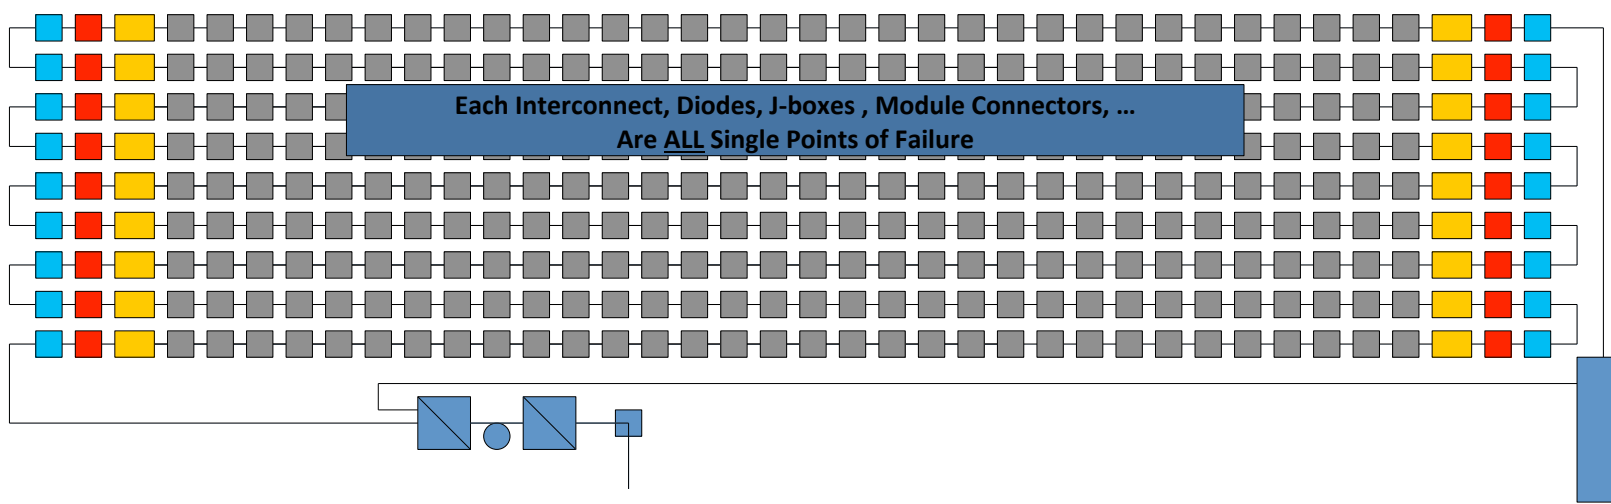 Each Interconnect, Diodes, J-boxes , Module Connectors, …
Are ALL Single Points of Failure